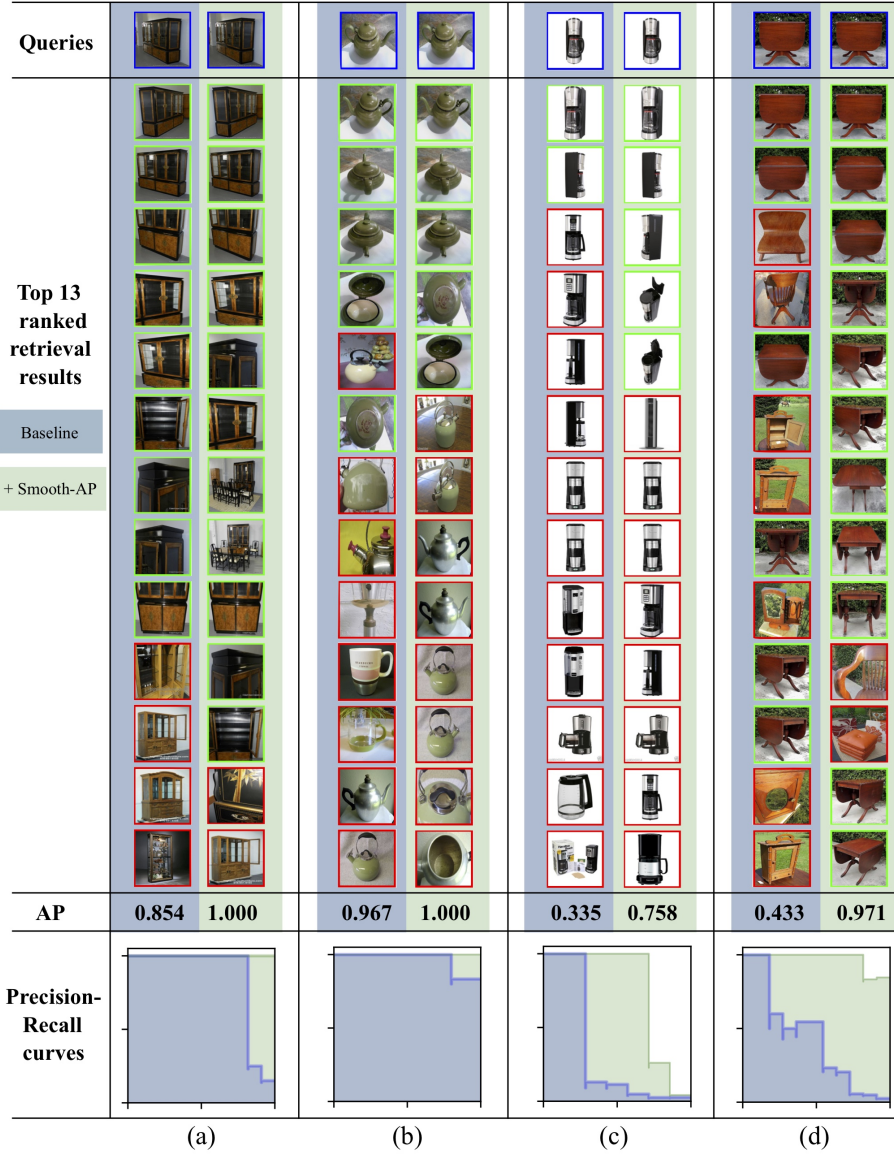 Queries
Top 13
ranked
retrieval
results
Baseline
+ Smooth-AP
AP
0.854 1.000
0.967 1.000
0.335 0.758
0.433 0.971
Precision-
Recall
curves
(a)
(b)
(c)
(d)